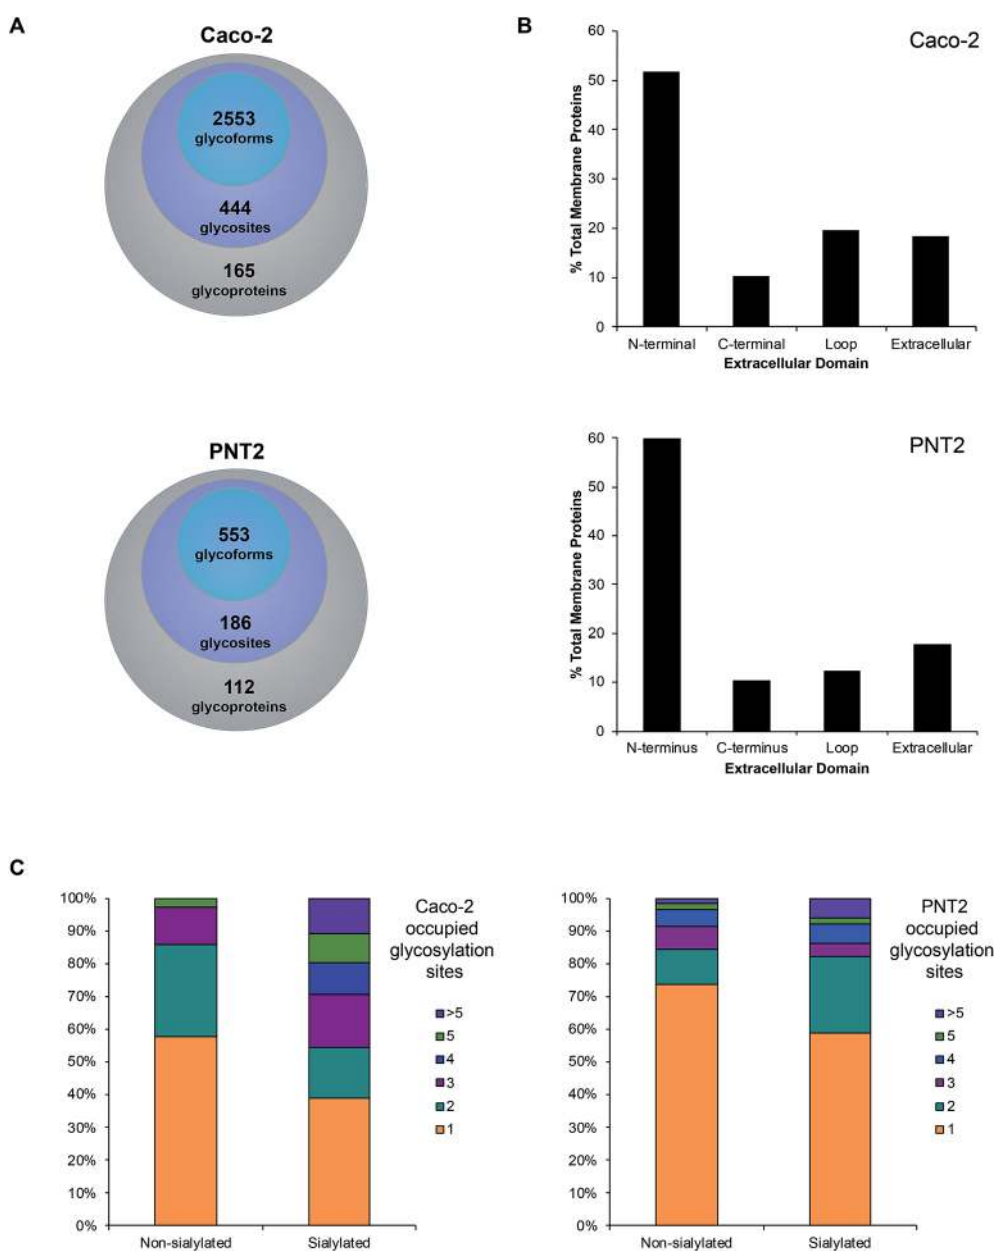 A
Caco-2
2553
glycoforms
444
glycosites
165
glycoproteins
PNT2
553
glycoforms
186
glycosites
112
glycoproteins
B
Caco-2
% Total Membrane Proteins
60
50
40
30
20
10
0
N-terminal C-terminal Loop Extracellular
Extracellular Domain
PNT2
% Total Membrane Proteins
60
50
40
30
20
10
0
N-terminus C-terminus Loop Extracellular
Extracellular Domain
C
100%
90%
80%
70%
60%
50%
40%
30%
20%
10%
0%
Non-sialylated Sialylated
Caco-2
occupied
glycosylation
sites
>5
5
4
3
2
1
100%
90%
80%
70%
60%
50%
40%
30%
20%
10%
0%
Non-sialylated Sialylated
PNT2
occupied
glycosylation
sites
>5
5
4
3
2
1